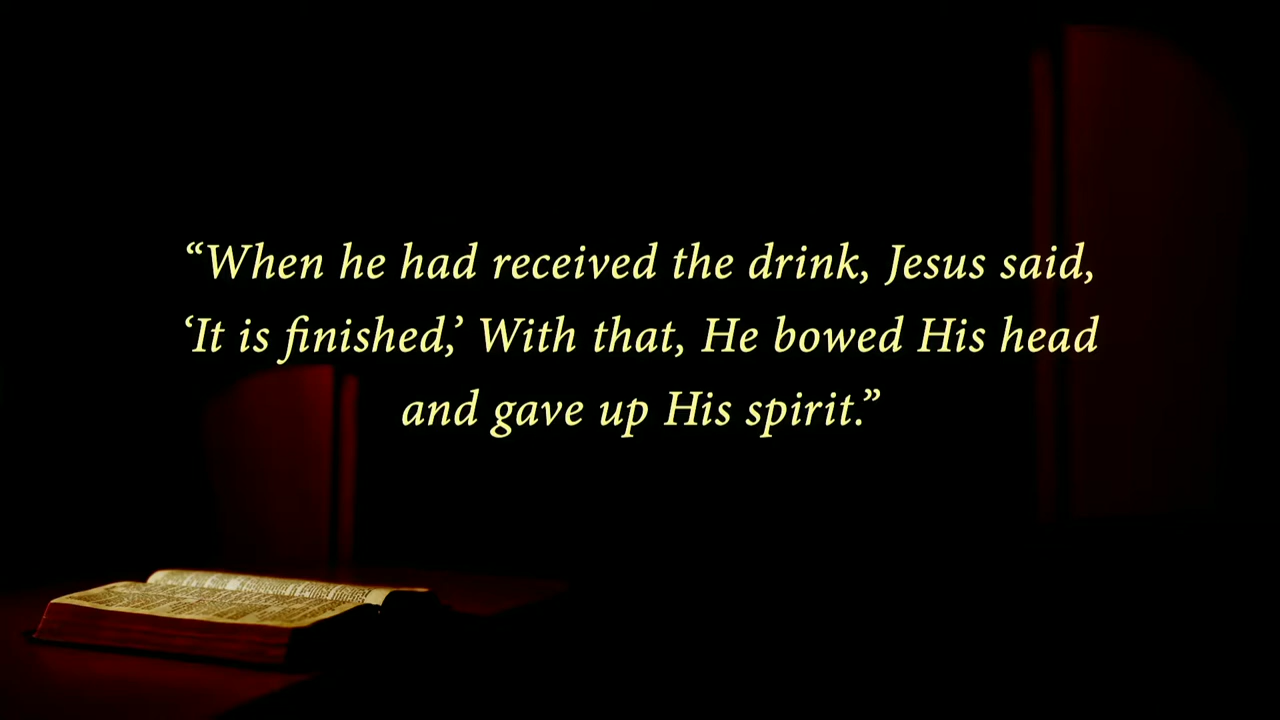 “When he had received the drink, Jesus said,
‘It is finished,’ With that, He bowed His head
and gave up His spirit.”